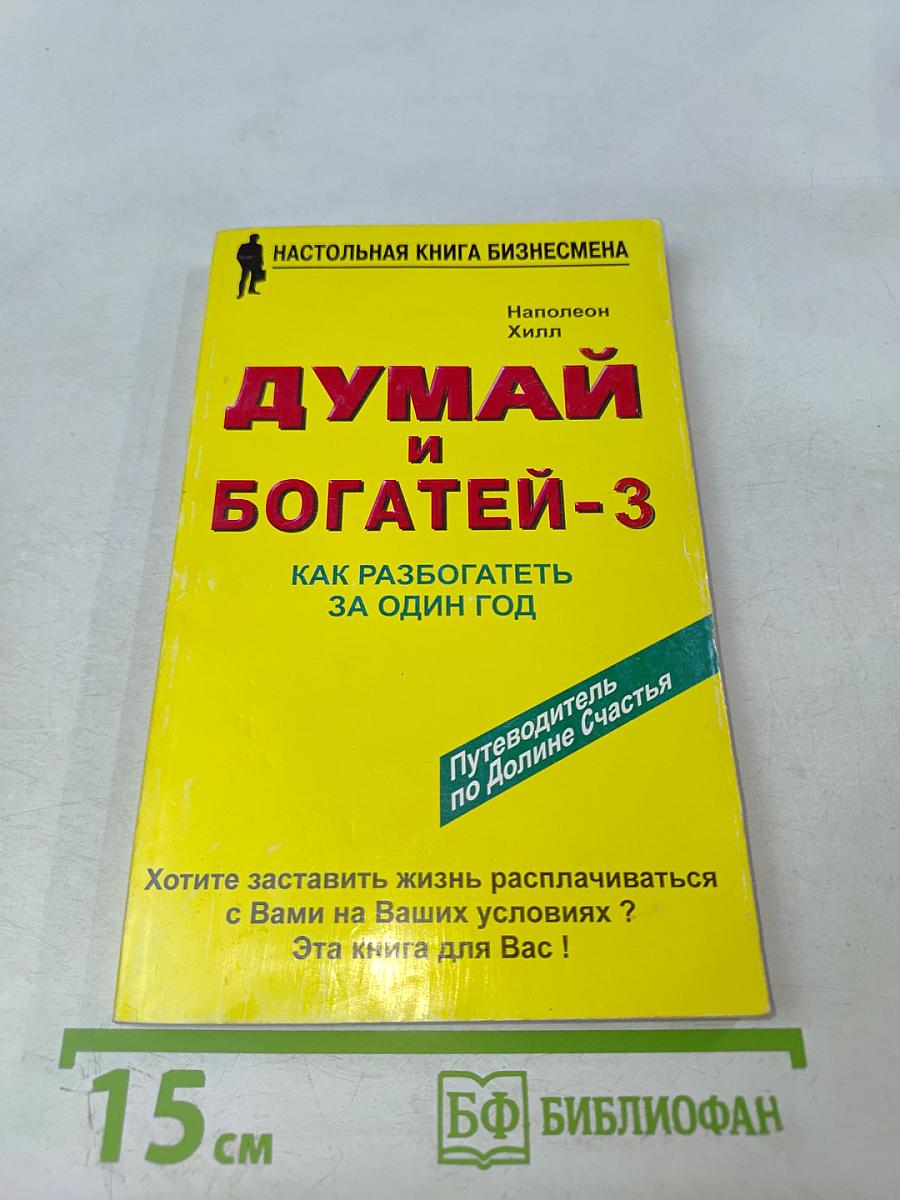 НАСТОЛЬНАЯ КНИГА БИЗНЕСМЕНА
Наполеон
Хилл
ДУМАЙ
и
БОГАТЕЙ-3
КАК РАЗБОГАТЕТЬ
ЗА ОДИН ГОД
Путеводитель
по Долине Счастья
Хотите заставить жизнь расплачиваться
с Вами на Ваших условиях ?
Эта книга для Вас !
15 см
БФ БИБЛИОФАН